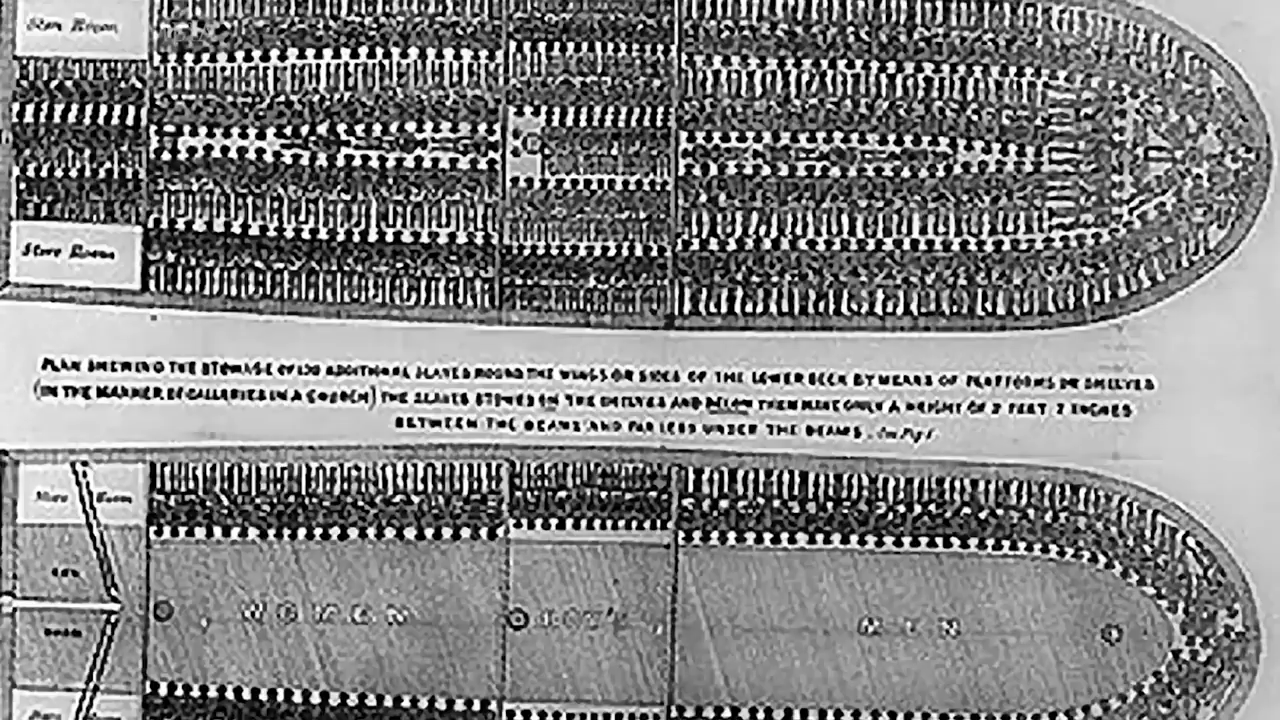 Store Room
Store Room
PLAN SHEWING THE STOWAGE OF 130 ADDITIONAL SLAVES ROUND THE WINGS OR SIDES OF THE LOWER DECK BY MEANS OF PLATFORMS OR SHELVES
(IN THE MANNER OF GALLERIES IN A CHURCH) THE SLAVES STOWED ON THE SHELVES AND BELOW THEM HAVE ONLY A HEIGHT OF 2 FEET 7 INCHES
BETWEEN THE BEAMS AND FAR LESS UNDER THE BEAMS.
Store Room
ROOM
WOMEN
BOYS
MEN
Store Room